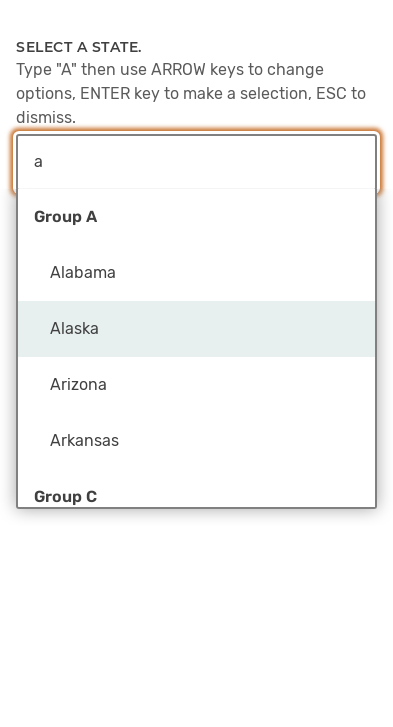 SELECT A STATE.
Type "A" then use ARROW keys to change
options, ENTER key to make a selection, ESC to
dismiss.
a
Group A
Alabama
Alaska
Arizona
Arkansas
Group C